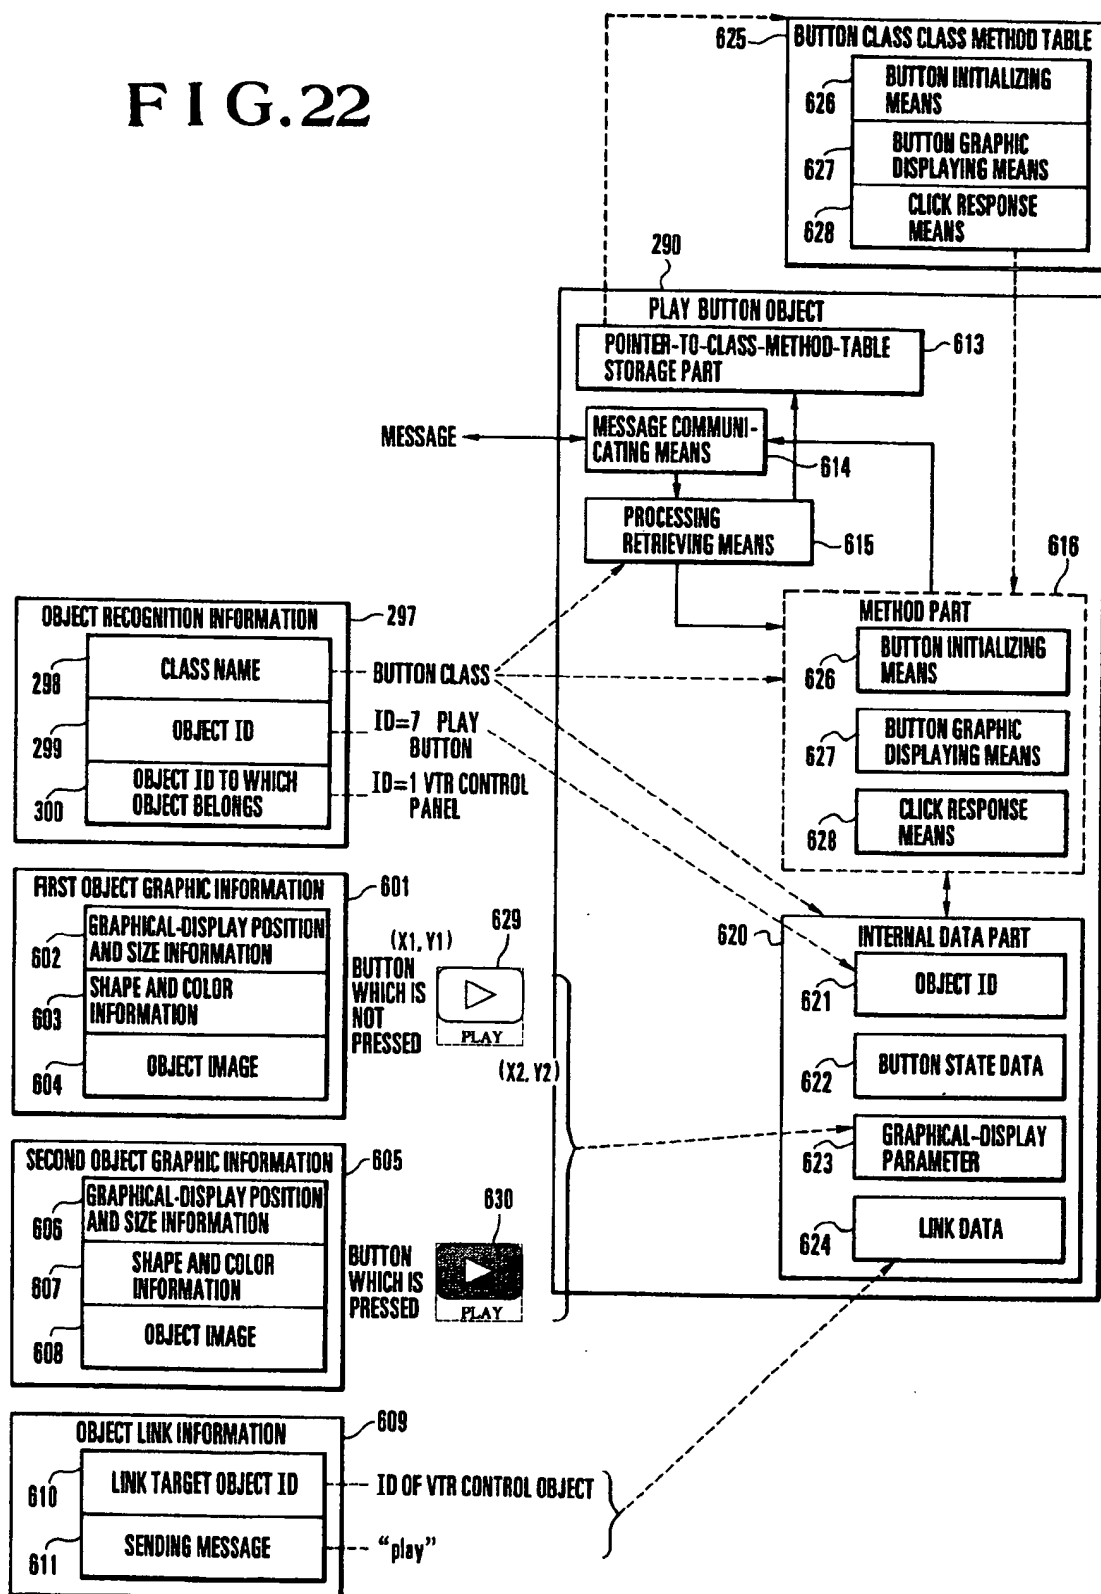 FIG.22
625
BUTTON CLASS CLASS METHOD TABLE
626
BUTTON INITIALIZING
MEANS
627
BUTTON GRAPHIC
DISPLAYING MEANS
628
CLICK RESPONSE
MEANS
290
PLAY BUTTON OBJECT
POINTER-TO-CLASS-METHOD-TABLE
STORAGE PART
613
MESSAGE
MESSAGE COMMUNI-
CATING MEANS
614
PROCESSING
RETRIEVING MEANS
615
616
METHOD PART
626
BUTTON INITIALIZING
MEANS
627
BUTTON GRAPHIC
DISPLAYING MEANS
628
CLICK RESPONSE
MEANS
OBJECT RECOGNITION INFORMATION
297
298
CLASS NAME
BUTTON CLASS
299
OBJECT ID
ID=7 PLAY
BUTTON
300
OBJECT ID TO WHICH
OBJECT BELONGS
ID=1 VTR CONTROL
PANEL
FIRST OBJECT GRAPHIC INFORMATION
601
602
GRAPHICAL-DISPLAY POSITION
AND SIZE INFORMATION
603
SHAPE AND COLOR
INFORMATION
604
OBJECT IMAGE
(X1, Y1)
629
BUTTON
WHICH IS
NOT
PRESSED
PLAY
(X2, Y2)
620
INTERNAL DATA PART
621
OBJECT ID
622
BUTTON STATE DATA
623
GRAPHICAL-DISPLAY
PARAMETER
624
LINK DATA
SECOND OBJECT GRAPHIC INFORMATION
605
606
GRAPHICAL-DISPLAY POSITION
AND SIZE INFORMATION
607
SHAPE AND COLOR
INFORMATION
608
OBJECT IMAGE
630
BUTTON
WHICH IS
PRESSED
PLAY
OBJECT LINK INFORMATION
609
610
LINK TARGET OBJECT ID
ID OF VTR CONTROL OBJECT
611
SENDING MESSAGE
“play”